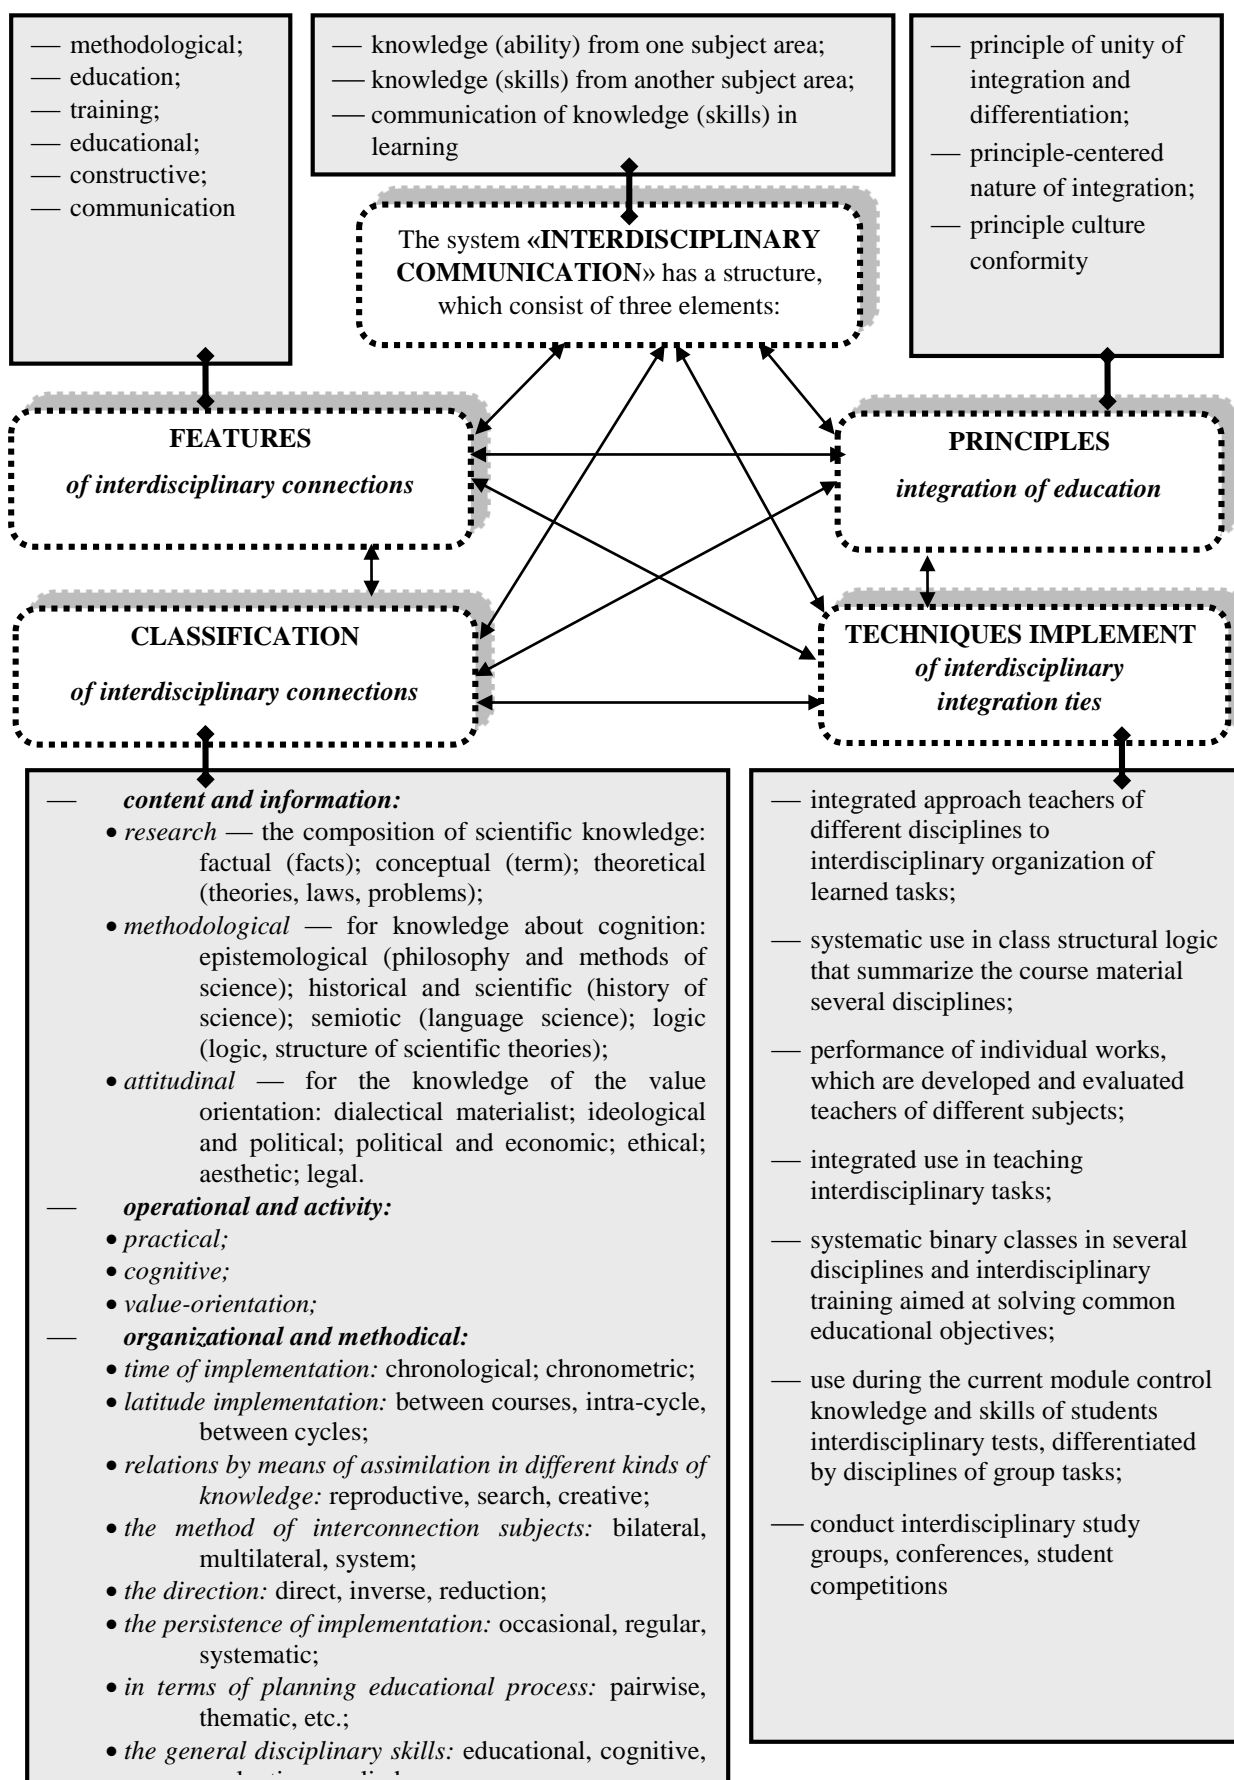 — methodological;
— education;
— training;
— educational;
— constructive;
— communication
— knowledge (ability) from one subject area;
— knowledge (skills) from another subject area;
— communication of knowledge (skills) in
learning
— principle of unity of
integration and
differentiation;
— principle-centered
nature of integration;
— principle culture
conformity
The system «INTERDISCIPLINARY
COMMUNICATION» has a structure,
which consist of three elements:
FEATURES
of interdisciplinary connections
PRINCIPLES
integration of education
CLASSIFICATION
of interdisciplinary connections
TECHNIQUES IMPLEMENT
of interdisciplinary
integration ties
— content and information:
• research — the composition of scientific knowledge:
factual (facts); conceptual (term); theoretical
(theories, laws, problems);
• methodological — for knowledge about cognition:
epistemological (philosophy and methods of
science); historical and scientific (history of
science); semiotic (language science); logic
(logic, structure of scientific theories);
• attitudinal — for the knowledge of the value
orientation: dialectical materialist; ideological
and political; political and economic; ethical;
aesthetic; legal.
— operational and activity:
• practical;
• cognitive;
• value-orientation;
— organizational and methodical:
• time of implementation: chronological; chronometric;
• latitude implementation: between courses, intra-cycle,
between cycles;
• relations by means of assimilation in different kinds of
knowledge: reproductive, search, creative;
• the method of interconnection subjects: bilateral,
multilateral, system;
• the direction: direct, inverse, reduction;
• the persistence of implementation: occasional, regular,
systematic;
• in terms of planning educational process: pairwise,
thematic, etc.;
• the general disciplinary skills: educational, cognitive,
— integrated approach teachers of
different disciplines to
interdisciplinary organization of
learned tasks;
— systematic use in class structural logic
that summarize the course material
several disciplines;
— performance of individual works,
which are developed and evaluated
teachers of different subjects;
— integrated use in teaching
interdisciplinary tasks;
— systematic binary classes in several
disciplines and interdisciplinary
training aimed at solving common
educational objectives;
— use during the current module control
knowledge and skills of students
interdisciplinary tests, differentiated
by disciplines of group tasks;
— conduct interdisciplinary study
groups, conferences, student
competitions